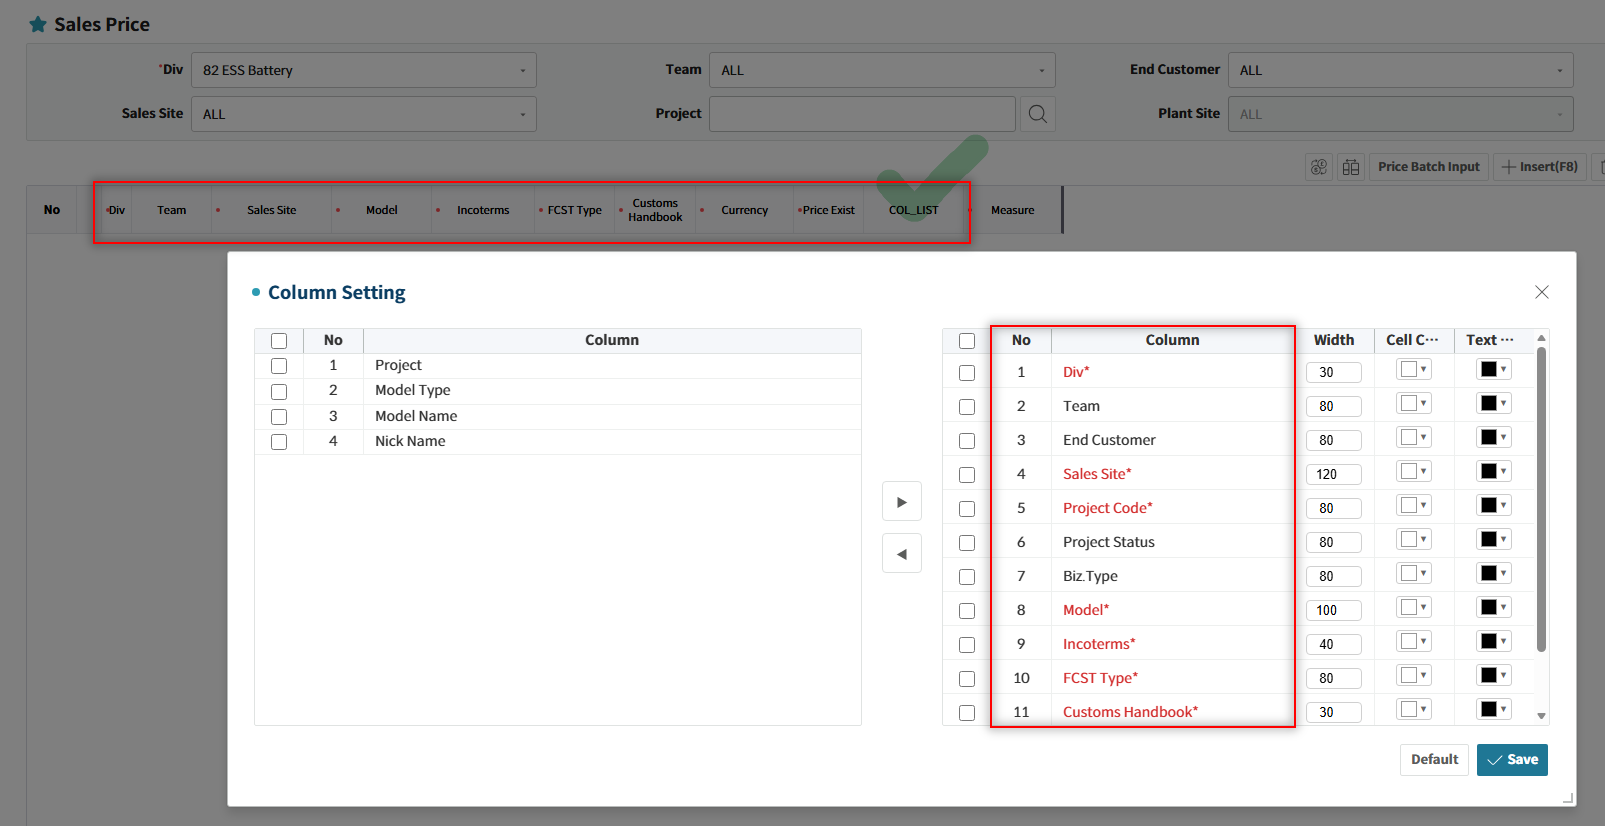 Sales Price
*Div 82 ESS Battery Team ALL End Customer ALL
Sales Site ALL Project Plant Site ALL
Price Batch Input Insert(F8)
No Div Team Sales Site Model Incoterms FCST Type Customs Handbook Currency Price Exist COL_LIST Measure
Column Setting
No Column
1 Project
2 Model Type
3 Model Name
4 Nick Name
No Column Width Cell C··· Text ···
1 Div* 30
2 Team 80
3 End Customer 80
4 Sales Site* 120
5 Project Code* 80
6 Project Status 80
7 Biz.Type 80
8 Model* 100
9 Incoterms* 40
10 FCST Type* 80
11 Customs Handbook* 30
Default Save